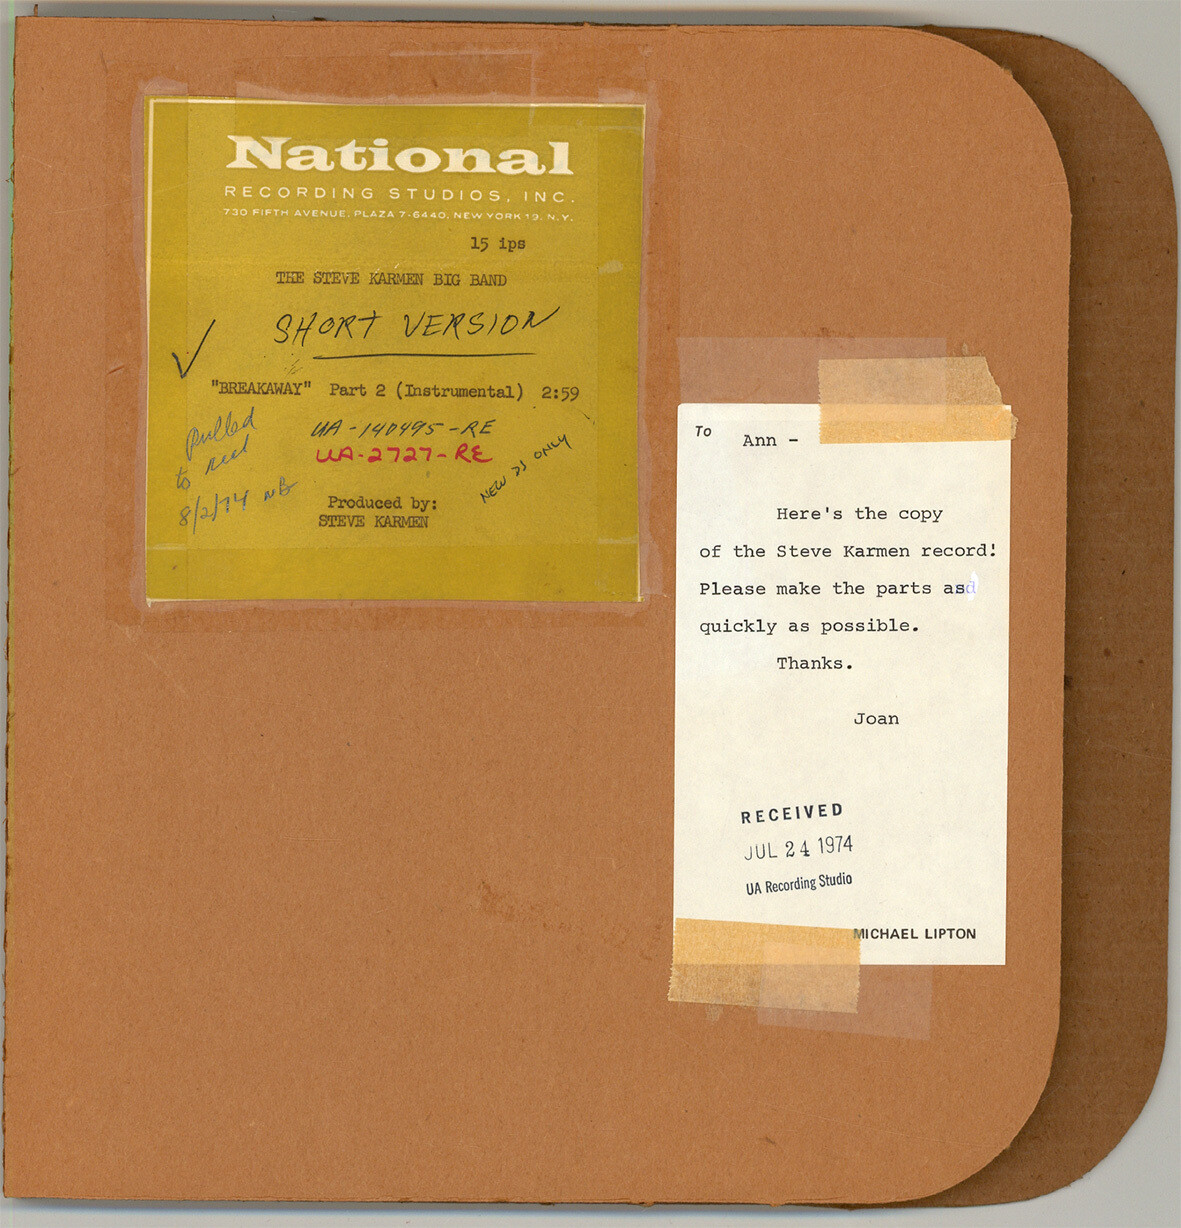 National
RECORDING STUDIOS, INC.
730 FIFTH AVENUE, PLAZA 7-6440, NEW YORK 19, N.Y.
15 ips
THE STEVE KARMEN BIG BAND
SHORT VERSION
"BREAKAWAY" Part 2 (Instrumental) 2:59
UA-140495-RE
UA-2727-RE
Pulled
to reel
8/2/74 NB
NEW 45 ONLY
Produced by:
STEVE KARMEN
To Ann -
Here's the copy
of the Steve Karmen record!
Please make the parts asd
quickly as possible.
Thanks.
Joan
RECEIVED
JUL 24 1974
UA Recording Studio
MICHAEL LIPTON